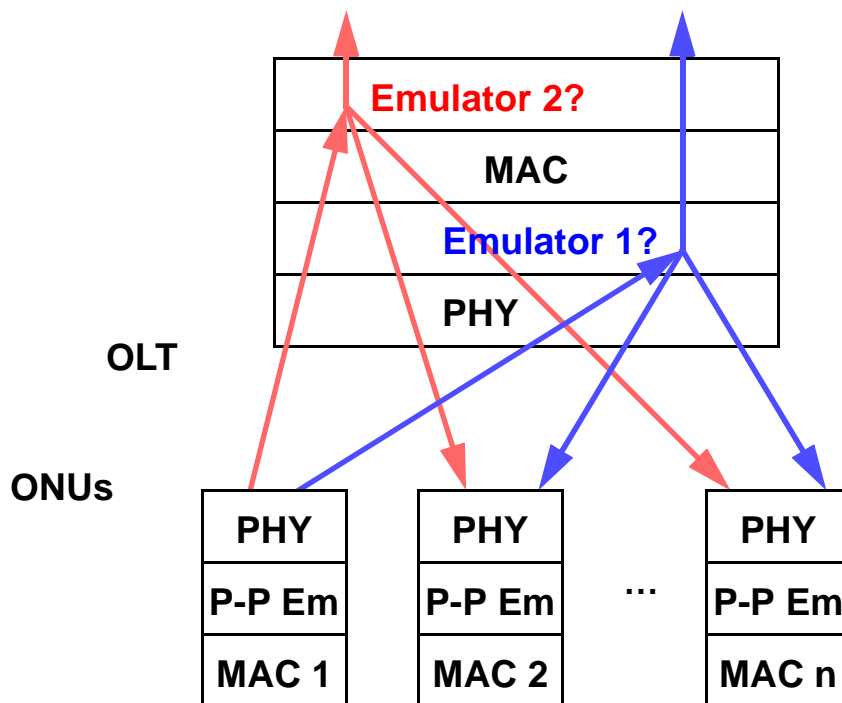 Emulator 2?
MAC
Emulator 1?
PHY
OLT
ONUs
PHY PHY PHY
P-P Em P-P Em ... P-P Em
MAC 1 MAC 2 MAC n